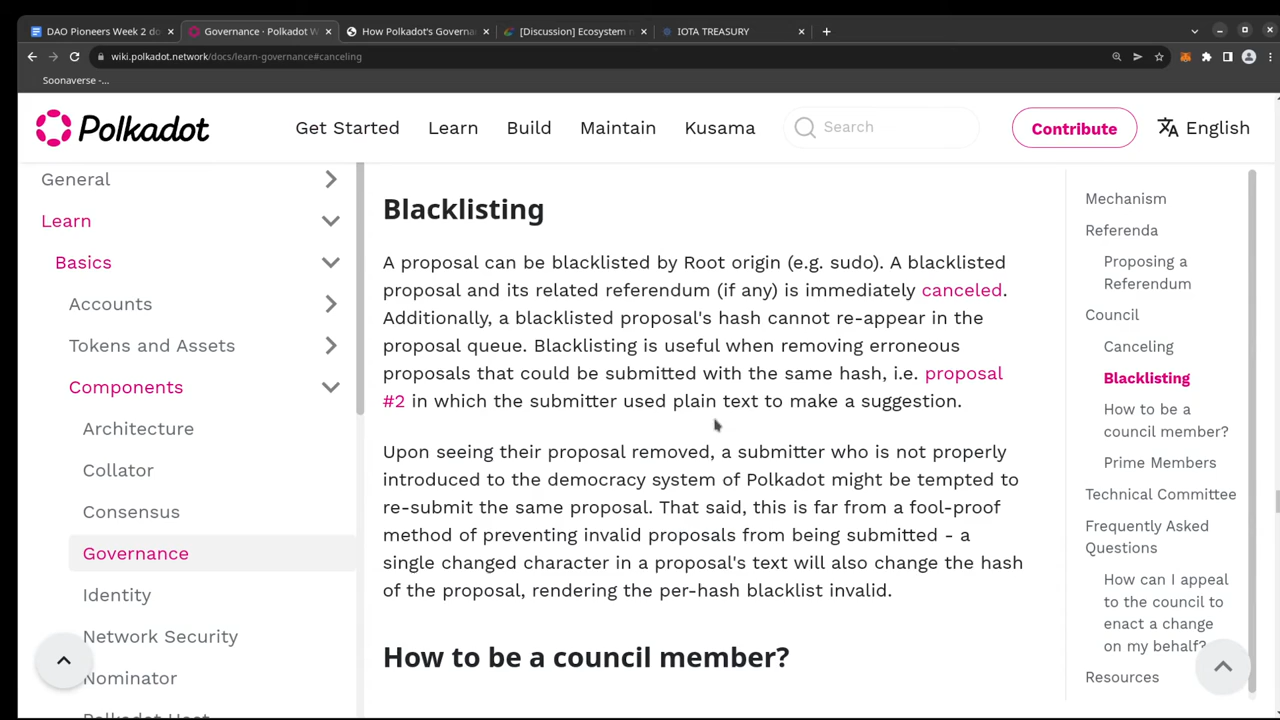 DAO Pioneers Week 2 do
Governance · Polkadot W
How Polkadot's Governa
[Discussion] Ecosystem n
IOTA TREASURY
wiki.polkadot.network/docs/learn-governance#canceling
Soonaverse -...
Polkadot
Get Started
Learn
Build
Maintain
Kusama
Search
Contribute
English
General
Learn
Basics
Accounts
Tokens and Assets
Components
Architecture
Collator
Consensus
Governance
Identity
Network Security
Nominator
Polkadot Host
Blacklisting
A proposal can be blacklisted by Root origin (e.g. sudo). A blacklisted
proposal and its related referendum (if any) is immediately canceled.
Additionally, a blacklisted proposal's hash cannot re-appear in the
proposal queue. Blacklisting is useful when removing erroneous
proposals that could be submitted with the same hash, i.e. proposal
#2 in which the submitter used plain text to make a suggestion.
Upon seeing their proposal removed, a submitter who is not properly
introduced to the democracy system of Polkadot might be tempted to
re-submit the same proposal. That said, this is far from a fool-proof
method of preventing invalid proposals from being submitted - a
single changed character in a proposal's text will also change the hash
of the proposal, rendering the per-hash blacklist invalid.
How to be a council member?
Mechanism
Referenda
Proposing a
Referendum
Council
Canceling
Blacklisting
How to be a
council member?
Prime Members
Technical Committee
Frequently Asked
Questions
How can I appeal
to the council to
enact a change
on my behalf?
Resources